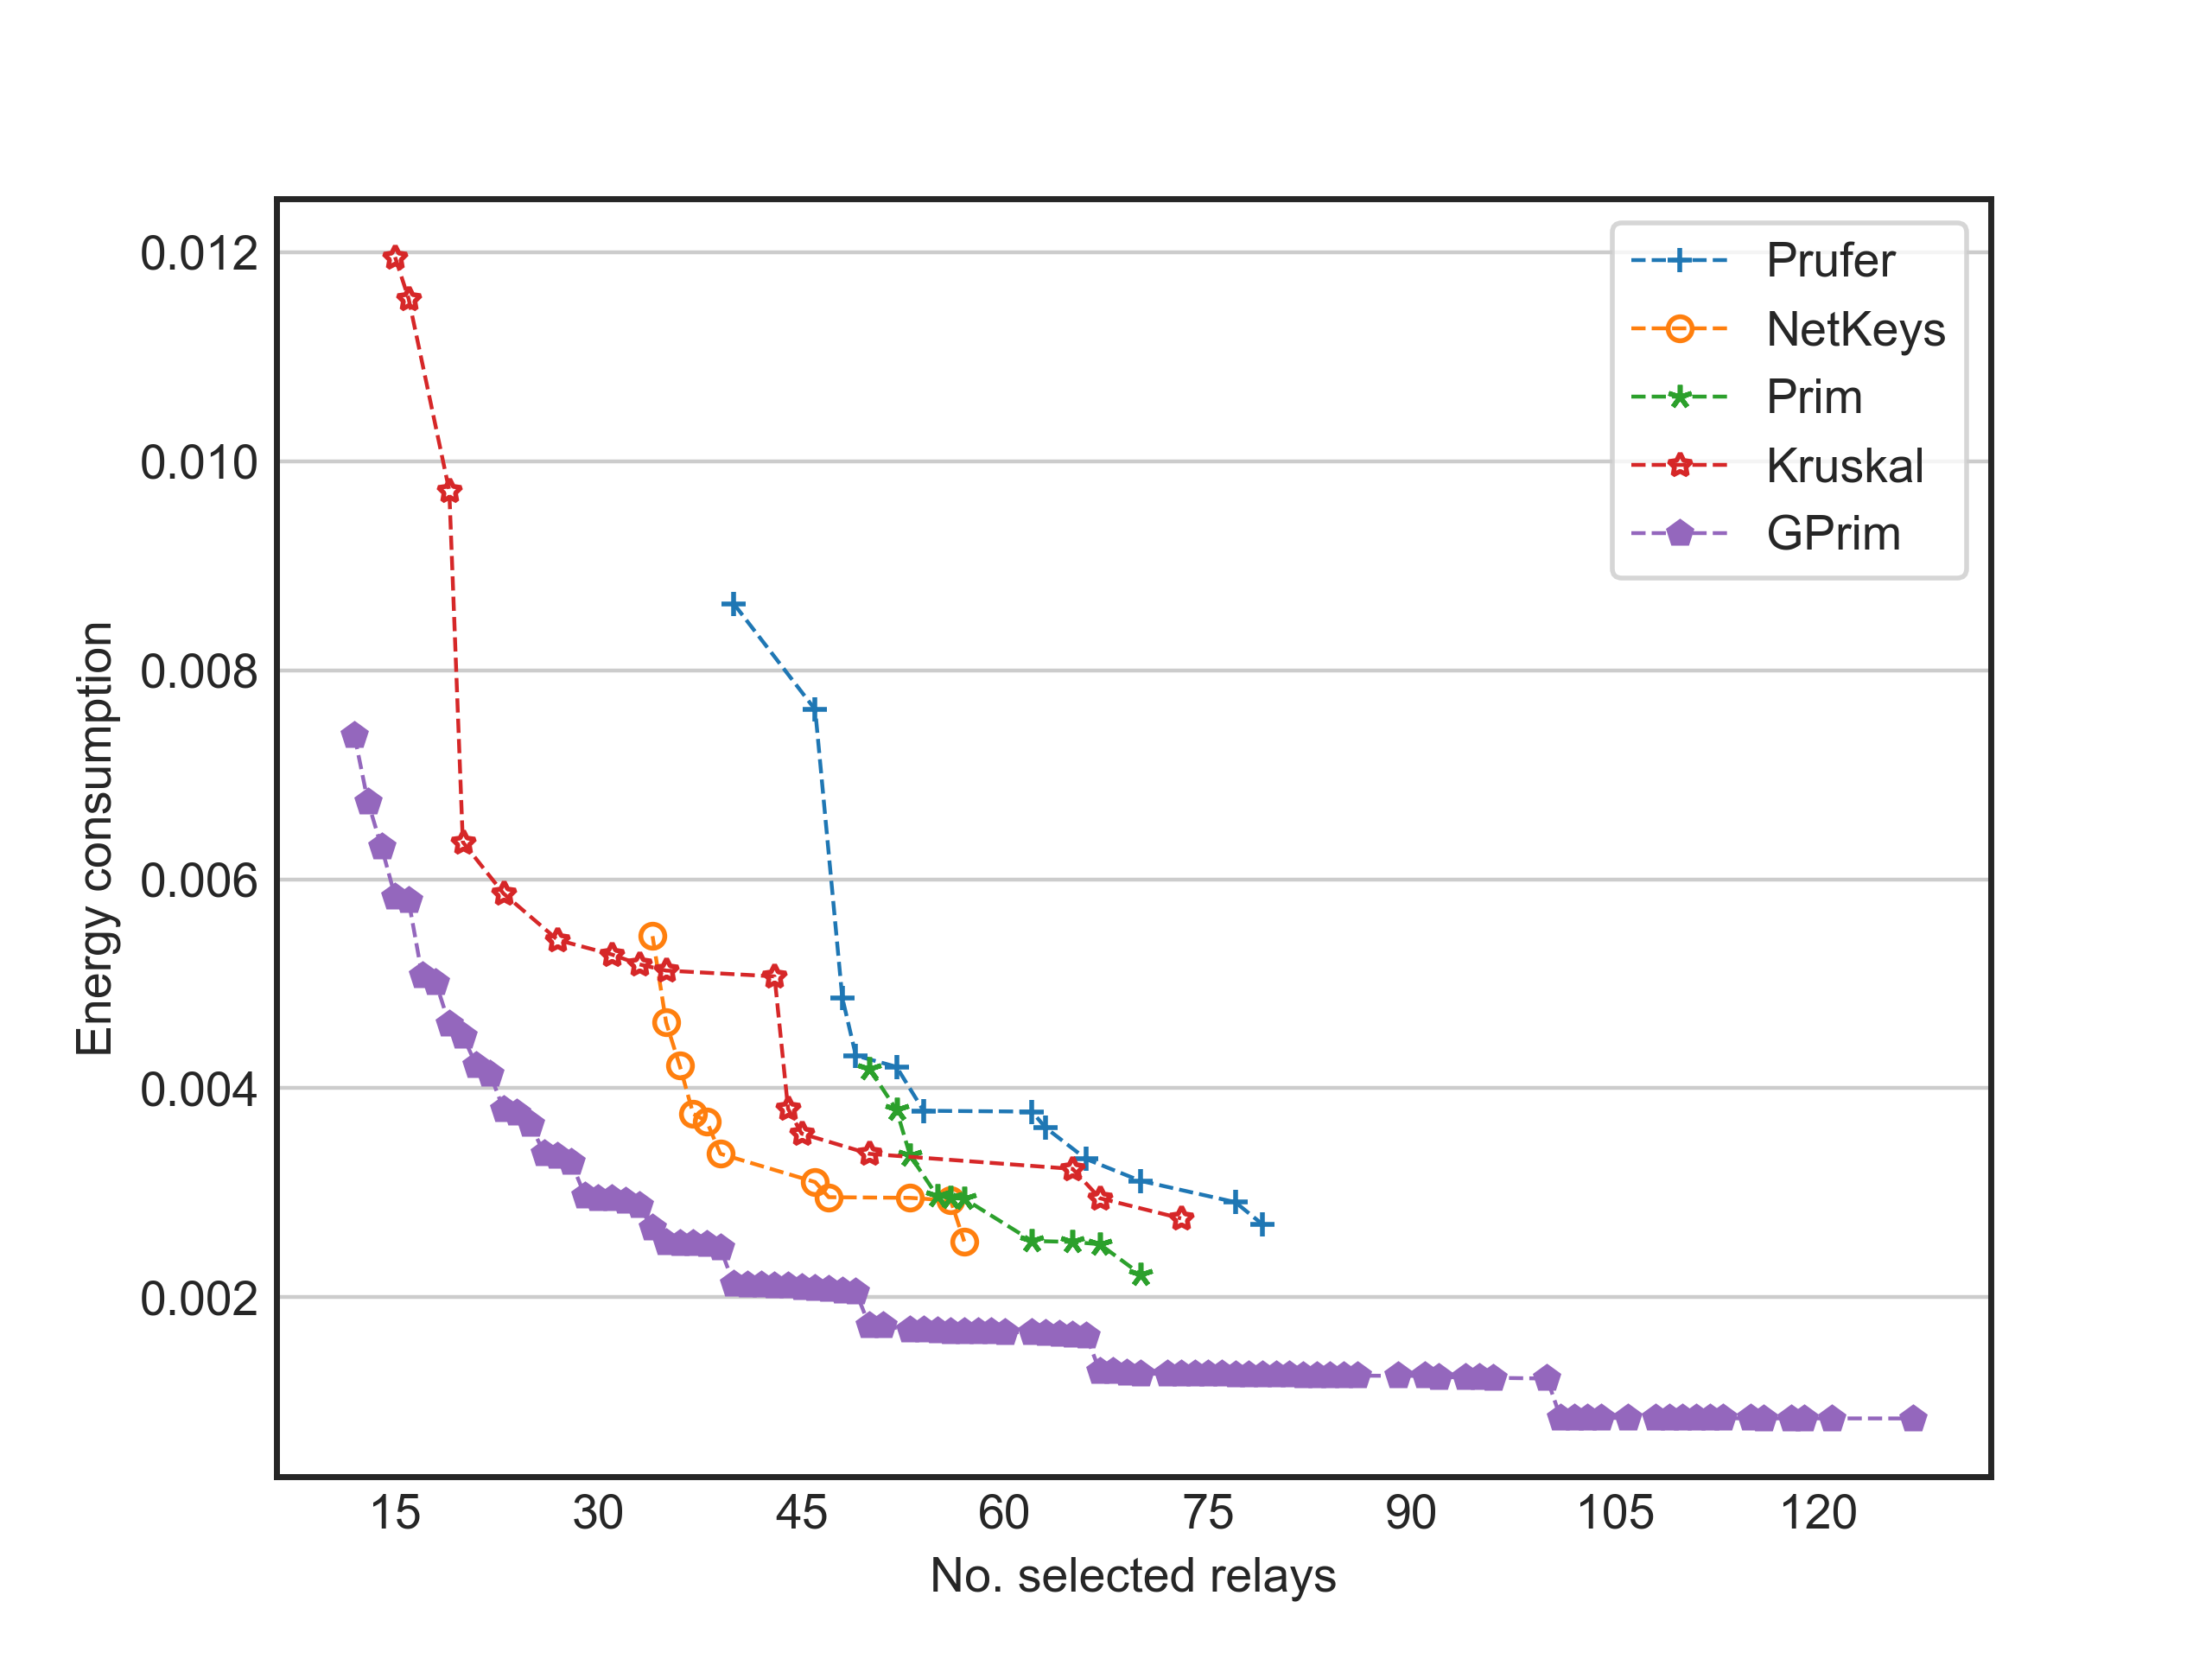 0.012
0.010
0.008
0.006
0.004
0.002
Energy consumption
Prufer
NetKeys
Prim
Kruskal
GPrim
15 30 45 60 75 90 105 120
No. selected relays